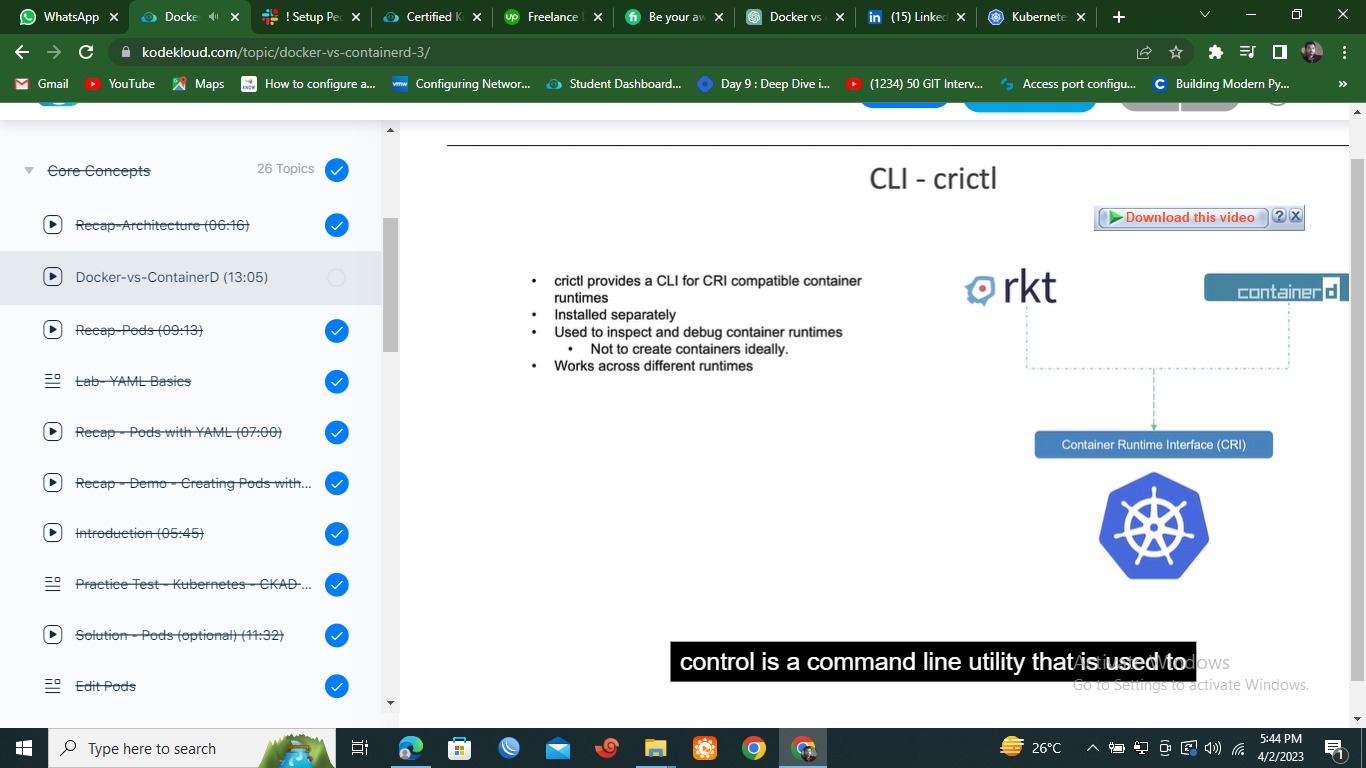 WhatsApp
Docke
! Setup Pec
Certified K
Freelance
Be your aw
Docker vs
(15) Linked
Kubernete
kodekloud.com/topic/docker-vs-containerd-3/
Gmail
YouTube
Maps
How to configure a...
Configuring Networ...
Student Dashboard...
Day 9 : Deep Dive i...
(1234) 50 GIT Interv...
Access port configu...
Building Modern Py...
»
Core Concepts
26 Topics
Recap-Architecture (06:16)
Docker-vs-ContainerD (13:05)
Recap-Pods (09:13)
Lab- YAML Basics
Recap - Pods with YAML (07:00)
Recap - Demo - Creating Pods with...
Introduction (05:45)
Practice Test - Kubernetes - CKAD ...
Solution - Pods (optional) (11:32)
Edit Pods
CLI - crictl
Download this video
• crictl provides a CLI for CRI compatible container
runtimes
• Installed separately
• Used to inspect and debug container runtimes
• Not to create containers ideally.
• Works across different runtimes
rkt
containerd
Container Runtime Interface (CRI)
control is a command line utility that is used to
Activate Windows
Go to Settings to activate Windows.
Type here to search
26°C
5:44 PM
4/2/2023
1